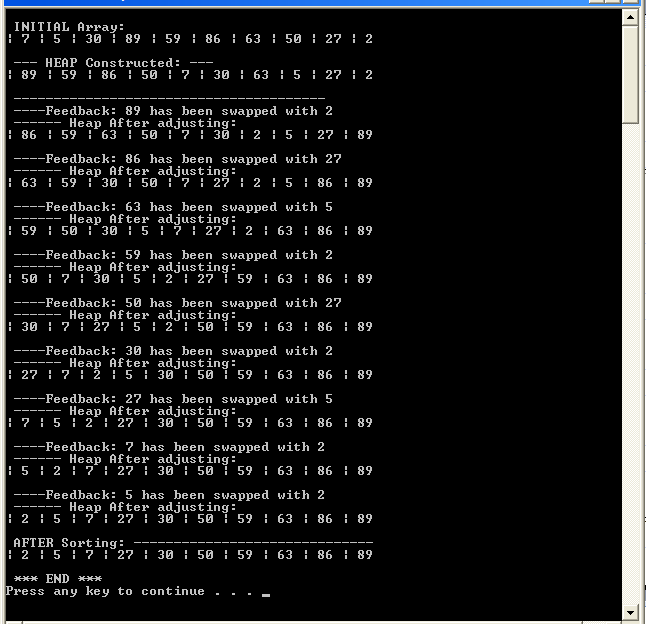 INITIAL Array:
| 7 | 5 | 30 | 89 | 59 | 86 | 63 | 50 | 27 | 2
--- HEAP Constructed: ---
| 89 | 59 | 86 | 50 | 7 | 30 | 63 | 5 | 27 | 2
---------------------------------------
----Feedback: 89 has been swapped with 2
------ Heap After adjusting:
| 86 | 59 | 63 | 50 | 7 | 30 | 2 | 5 | 27 | 89
----Feedback: 86 has been swapped with 27
------ Heap After adjusting:
| 63 | 59 | 30 | 50 | 7 | 27 | 2 | 5 | 86 | 89
----Feedback: 63 has been swapped with 5
------ Heap After adjusting:
| 59 | 50 | 30 | 5 | 7 | 27 | 2 | 63 | 86 | 89
----Feedback: 59 has been swapped with 2
------ Heap After adjusting:
| 50 | 7 | 30 | 5 | 2 | 27 | 59 | 63 | 86 | 89
----Feedback: 50 has been swapped with 27
------ Heap After adjusting:
| 30 | 7 | 27 | 5 | 2 | 50 | 59 | 63 | 86 | 89
----Feedback: 30 has been swapped with 2
------ Heap After adjusting:
| 27 | 7 | 2 | 5 | 30 | 50 | 59 | 63 | 86 | 89
----Feedback: 27 has been swapped with 5
------ Heap After adjusting:
| 7 | 5 | 2 | 27 | 30 | 50 | 59 | 63 | 86 | 89
----Feedback: 7 has been swapped with 2
------ Heap After adjusting:
| 5 | 2 | 7 | 27 | 30 | 50 | 59 | 63 | 86 | 89
----Feedback: 5 has been swapped with 2
------ Heap After adjusting:
| 2 | 5 | 7 | 27 | 30 | 50 | 59 | 63 | 86 | 89
AFTER Sorting: ------------------------------
| 2 | 5 | 7 | 27 | 30 | 50 | 59 | 63 | 86 | 89
*** END ***
Press any key to continue . . . _